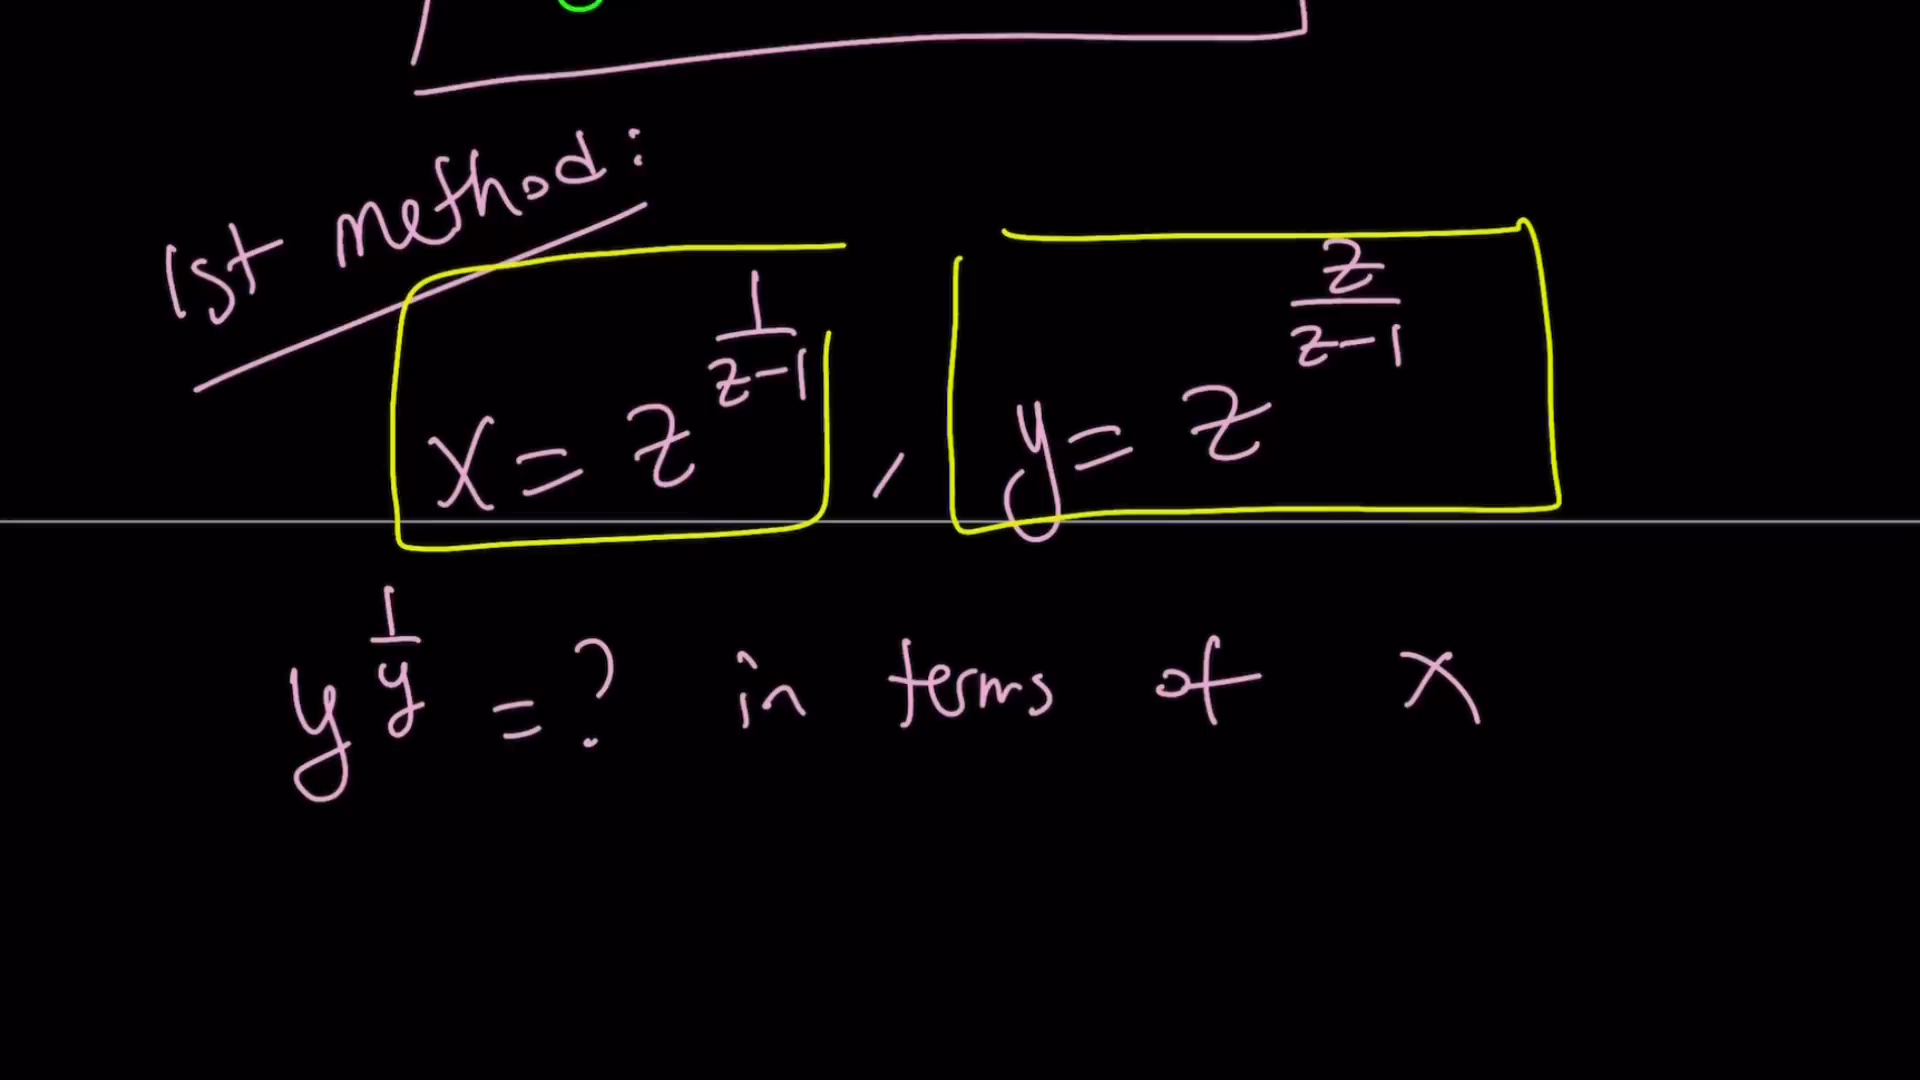 1st method:
x = z^(1/(z-1)) , y = z^(z/(z-1))
y^(1/y) = ? in terms of x